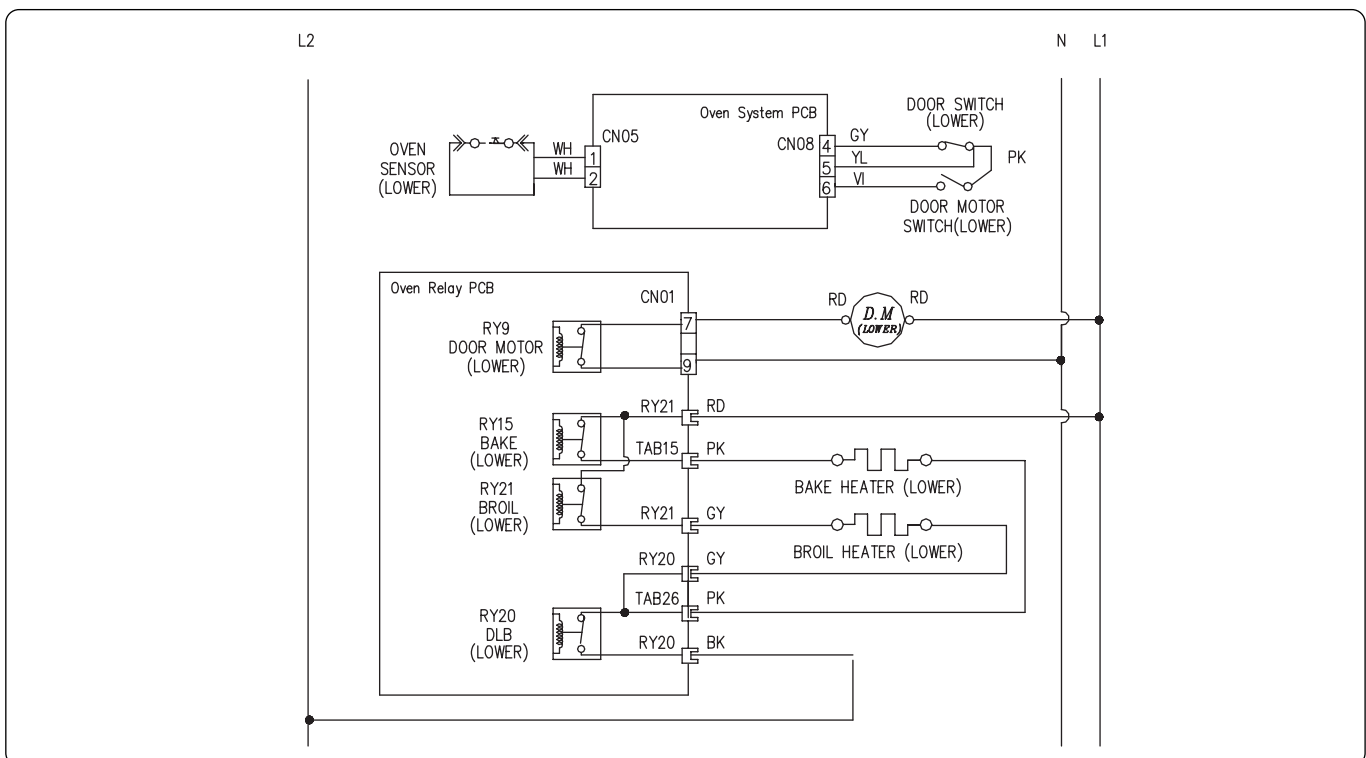 L2
N
L1
Oven System PCB
DOOR SWITCH
(LOWER)
OVEN
SENSOR
(LOWER)
WH
WH
CN05
1
2
CN08
4
5
6
GY
YL
VI
PK
DOOR MOTOR
SWITCH(LOWER)
Oven Relay PCB
CN01
RY9
DOOR MOTOR
(LOWER)
7
9
RD
D.M
(LOWER)
RD
RY15
BAKE
(LOWER)
RY21
RD
TAB15
PK
BAKE HEATER (LOWER)
RY21
BROIL
(LOWER)
RY21
GY
BROIL HEATER (LOWER)
RY20
GY
TAB26
PK
RY20
DLB
(LOWER)
RY20
BK